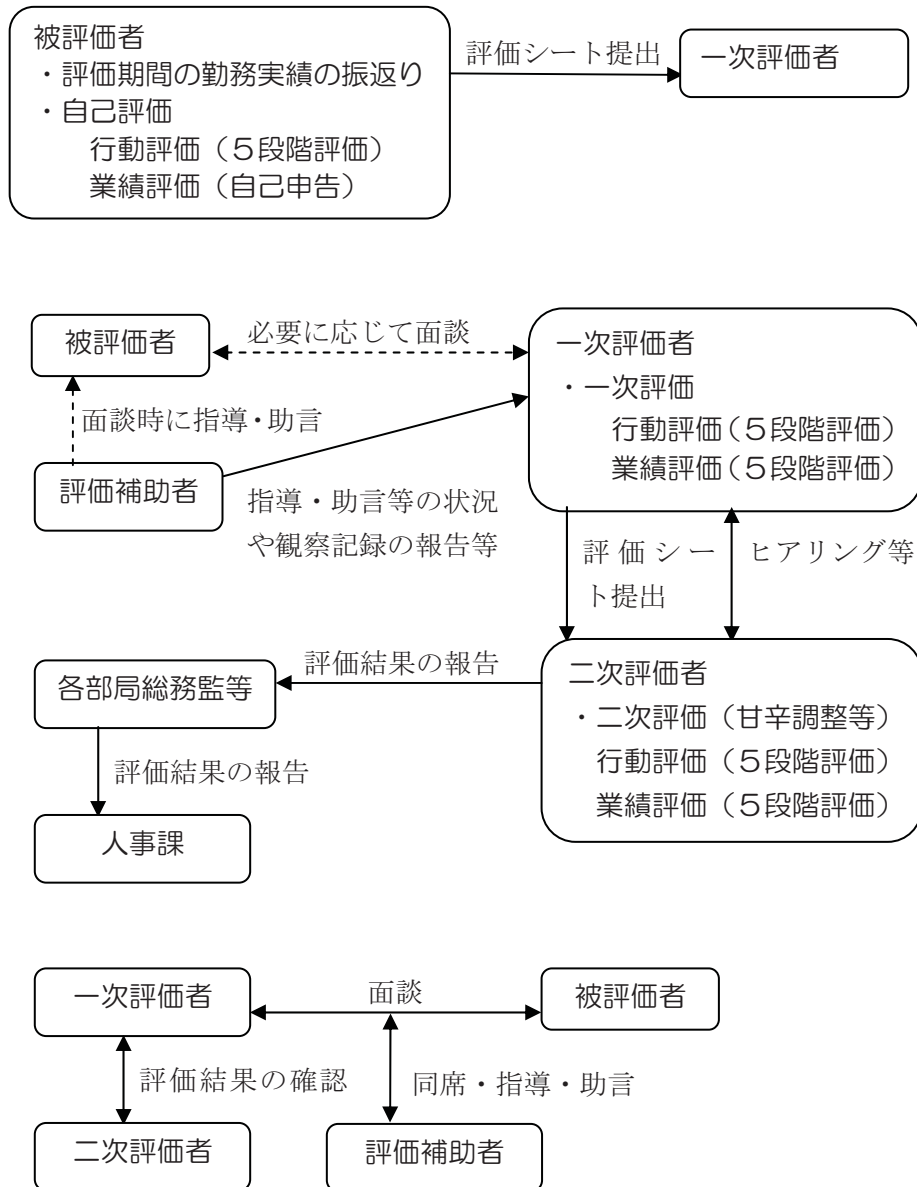 被評価者
・評価期間の勤務実績の振返り
・自己評価
行動評価（５段階評価）
業績評価（自己申告）
評価シート提出
一次評価者
被評価者
必要に応じて面談
一次評価者
・一次評価
行動評価（５段階評価）
業績評価（５段階評価）
面談時に指導・助言
評価補助者
指導・助言等の状況
や観察記録の報告等
評価シー
ト提出
ヒアリング等
各部局総務監等
評価結果の報告
二次評価者
・二次評価（甘辛調整等）
行動評価（５段階評価）
業績評価（５段階評価）
評価結果の報告
人事課
一次評価者
面談
被評価者
評価結果の確認
同席・指導・助言
二次評価者
評価補助者